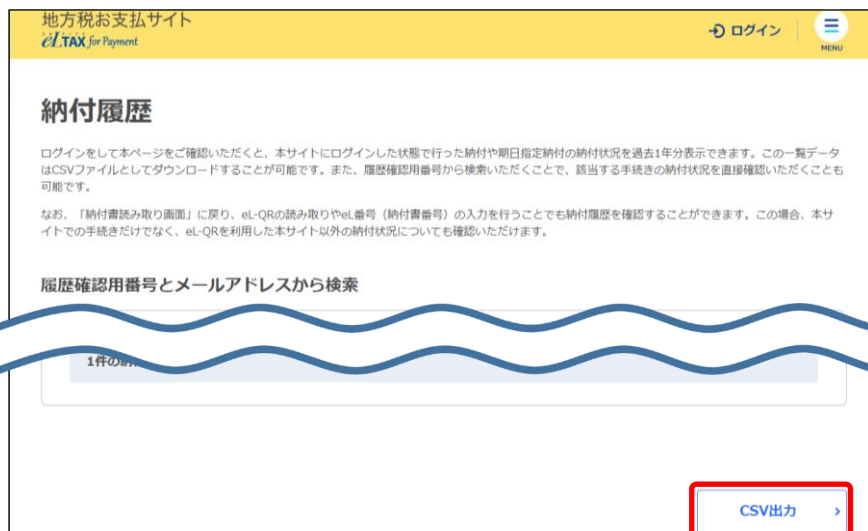 地方税お支払サイト
eLTAX for Payment
ログイン
MENU
納付履歴
ログインをして本ページをご確認いただくと、本サイトにログインした状態で行った納付や期日指定納付の納付状況を過去1年分表示できます。この一覧データ
はCSVファイルとしてダウンロードすることが可能です。また、履歴確認用番号から検索いただくことで、該当する手続きの納付状況を直接確認いただくことも
可能です。
なお、「納付書読み取り画面」に戻り、eL-QRの読み取りやeL番号（納付書番号）の入力を行うことでも納付履歴を確認することができます。この場合、本サ
イトでの手続きだけでなく、eL-QRを利用した本サイト以外の納付状況についても確認いただけます。
履歴確認用番号とメールアドレスから検索
1件の
CSV出力